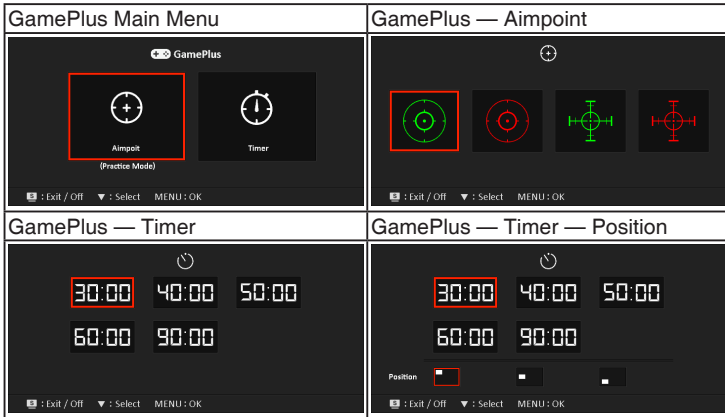 GamePlus Main Menu
GamePlus — Aimpoint
GamePlus
Aimpoit
(Practice Mode)
Timer
S : Exit / Off ▼ : Select MENU : OK
S : Exit / Off ▼ : Select MENU : OK
GamePlus — Timer
GamePlus — Timer — Position
30:00 40:00 50:00
60:00 90:00
S : Exit / Off ▼ : Select MENU : OK
30:00 40:00 50:00
60:00 90:00
Position
S : Exit / Off ▼ : Select MENU : OK